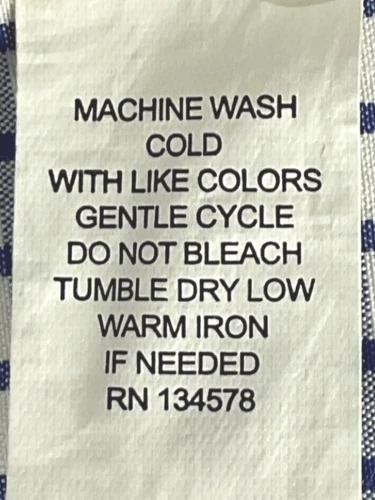 MACHINE WASH
COLD
WITH LIKE COLORS
GENTLE CYCLE
DO NOT BLEACH
TUMBLE DRY LOW
WARM IRON
IF NEEDED
RN 134578